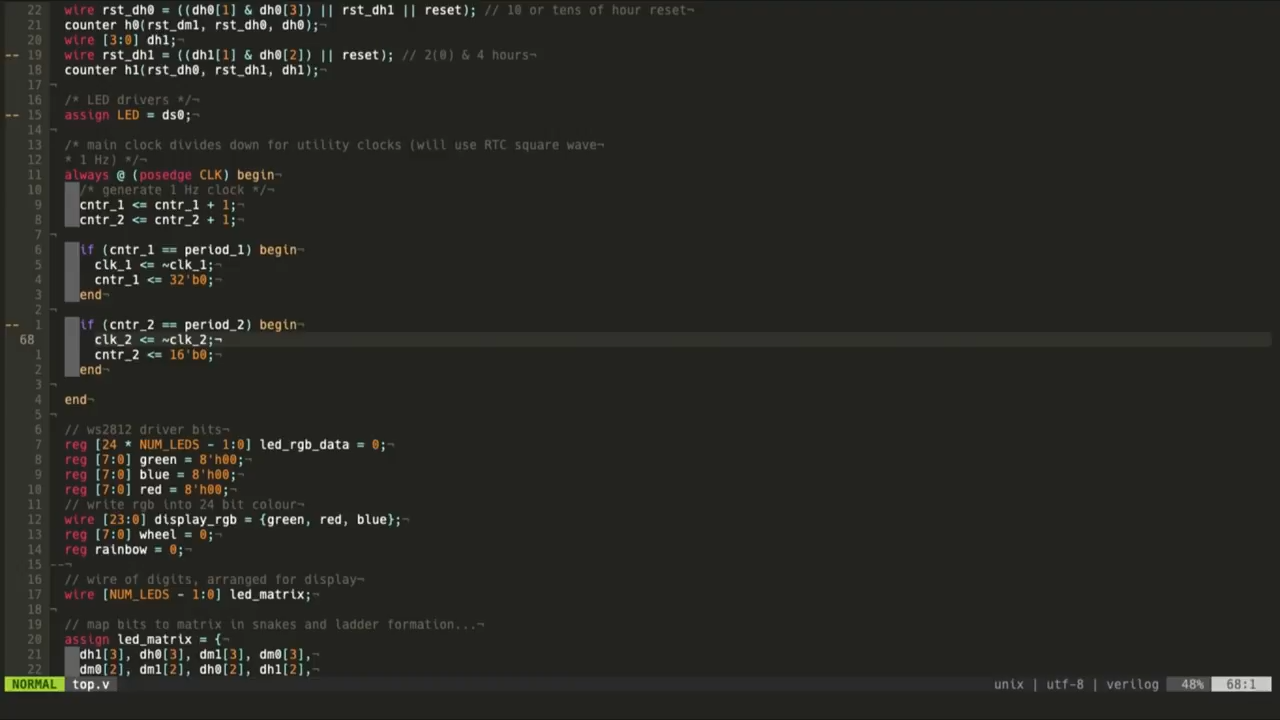 22 wire rst_dh0 = ((dh0[1] & dh0[3]) || rst_dh1 || reset); // 10 or tens of hour reset¬
21 counter h0(rst_dm1, rst_dh0, dh0);¬
20 wire [3:0] dh1;¬
-- 19 wire rst_dh1 = ((dh1[1] & dh0[2]) || reset); // 2(0) & 4 hours¬
18 counter h1(rst_dh0, rst_dh1, dh1);¬
17 ¬
16 /* LED drivers */¬
-- 15 assign LED = ds0;¬
14 ¬
13 /* main clock divides down for utility clocks (will use RTC square wave¬
12 * 1 Hz) */¬
11 always @ (posedge CLK) begin¬
10 /* generate 1 Hz clock */¬
9 cntr_1 <= cntr_1 + 1;¬
8 cntr_2 <= cntr_2 + 1;¬
7 ¬
6 if (cntr_1 == period_1) begin¬
5 clk_1 <= ~clk_1;¬
4 cntr_1 <= 32'b0;¬
3 end¬
2 ¬
-- 1 if (cntr_2 == period_2) begin¬
68 clk_2 <= ~clk_2;¬
1 cntr_2 <= 16'b0;¬
2 end¬
3 ¬
4 end¬
5 ¬
6 // ws2812 driver bits¬
7 reg [24 * NUM_LEDS - 1:0] led_rgb_data = 0;¬
8 reg [7:0] green = 8'h00;¬
9 reg [7:0] blue = 8'h00;¬
10 reg [7:0] red = 8'h00;¬
11 // write rgb into 24 bit colour¬
12 wire [23:0] display_rgb = {green, red, blue};¬
13 reg [7:0] wheel = 0;¬
14 reg rainbow = 0;¬
15 --¬
16 // wire of digits, arranged for display¬
17 wire [NUM_LEDS - 1:0] led_matrix;¬
18 ¬
19 // map bits to matrix in snakes and ladder formation...¬
20 assign led_matrix = {¬
21 dh1[3], dh0[3], dm1[3], dm0[3],¬
22 dm0[2], dm1[2], dh0[2], dh1[2],¬
NORMAL top.v unix | utf-8 | verilog 48% 68:1